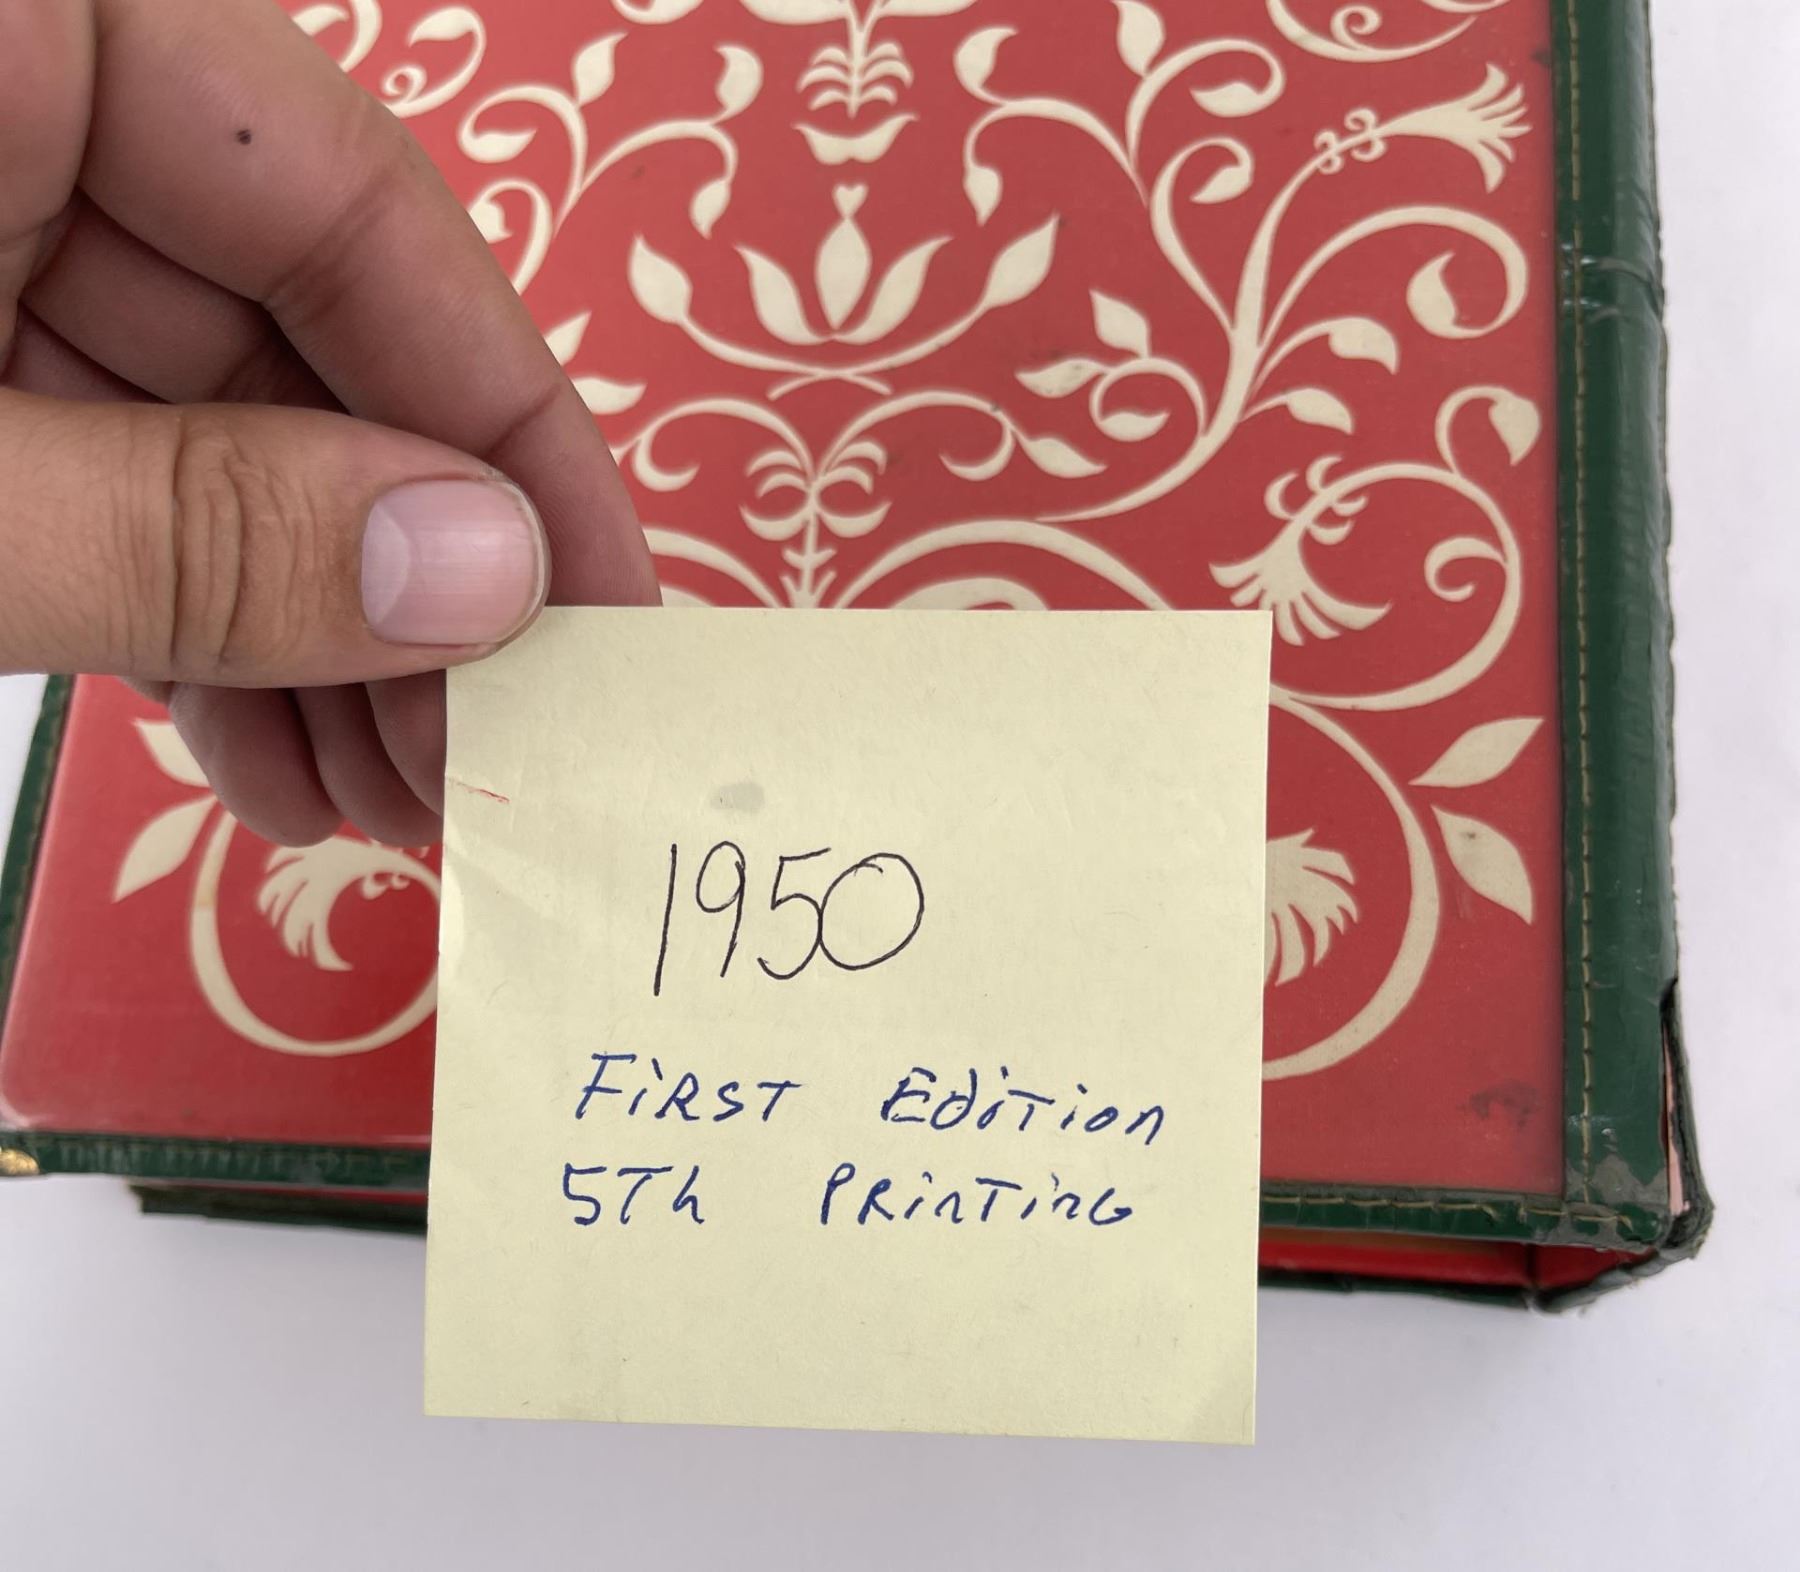 1950
FiRST EdiTion
5Th PRinTinG